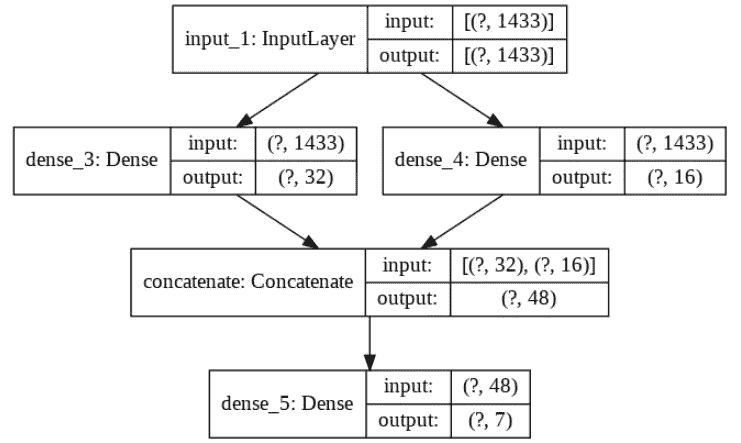 input_1: InputLayer
input: [(?, 1433)]
output: [(?, 1433)]
dense_3: Dense
input: (?, 1433)
output: (?, 32)
dense_4: Dense
input: (?, 1433)
output: (?, 16)
concatenate: Concatenate
input: [(?, 32), (?, 16)]
output: (?, 48)
dense_5: Dense
input: (?, 48)
output: (?, 7)